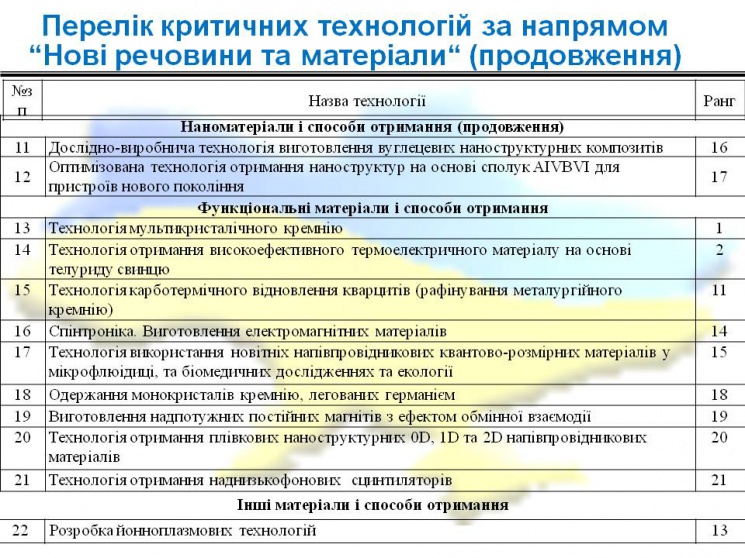 Перелік критичних технологій за напрямом
“Нові речовини та матеріали“ (продовження)
№з п Назва технології Ранг
Наноматеріали і способи отримання (продовження)
11 Дослідно-виробнича технологія виготовлення вуглецевих наноструктурних композитів 16
12 Оптимізована технологія отримання наноструктур на основі сполук AIVBVI для 17
пристроїв нового покоління
Функціональні матеріали і способи отримання
13 Технологія мультикристалічного кремнію 1
14 Технологія отримання високоефективного термоелектричного матеріалу на основі 2
телуриду свинцю
15 Технологія карботермічного відновлення кварцитів (рафінування металургійного 11
кремнію)
16 Спінтроніка. Виготовлення електромагнітних матеріалів 14
17 Технологія використання новітніх напівпровідникових квантово-розмірних матеріалів у 15
мікрофлюідиці, та біомедичних дослідженнях та екології
18 Одержання монокристалів кремнію, легованих германієм 18
19 Виготовлення надпотужних постійних магнітів з ефектом обмінної взаємодії 19
20 Технологія отримання плівкових наноструктурних 0D, 1D та 2D напівпровідникових 20
матеріалів
21 Технологія отримання наднизькофонових сцинтиляторів 21
Інші матеріали і способи отримання
22 Розробка йонноплазмових технологій 13